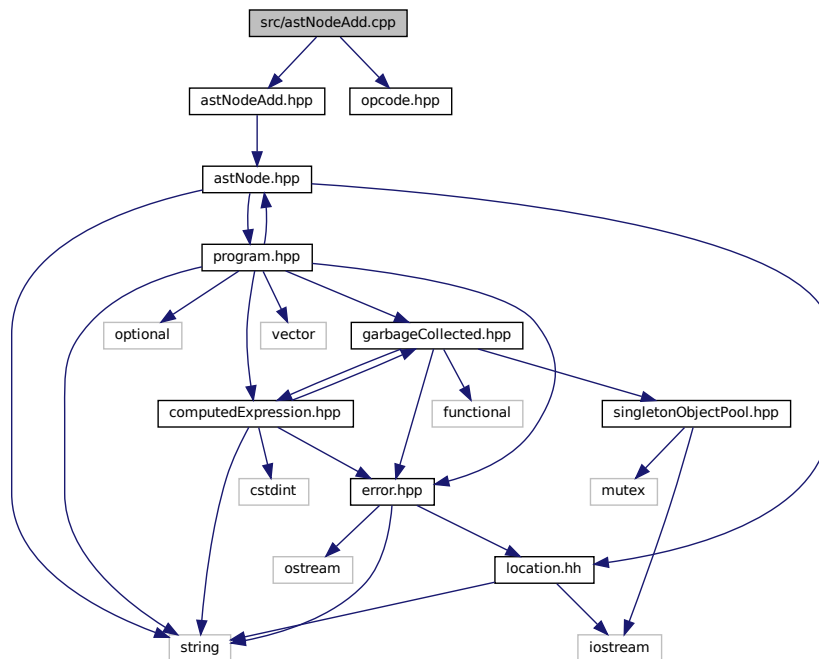 src/astNodeAdd.cpp
astNodeAdd.hpp
opcode.hpp
astNode.hpp
program.hpp
optional
vector
garbageCollected.hpp
computedExpression.hpp
functional
singletonObjectPool.hpp
cstdint
error.hpp
mutex
ostream
location.hh
string
iostream